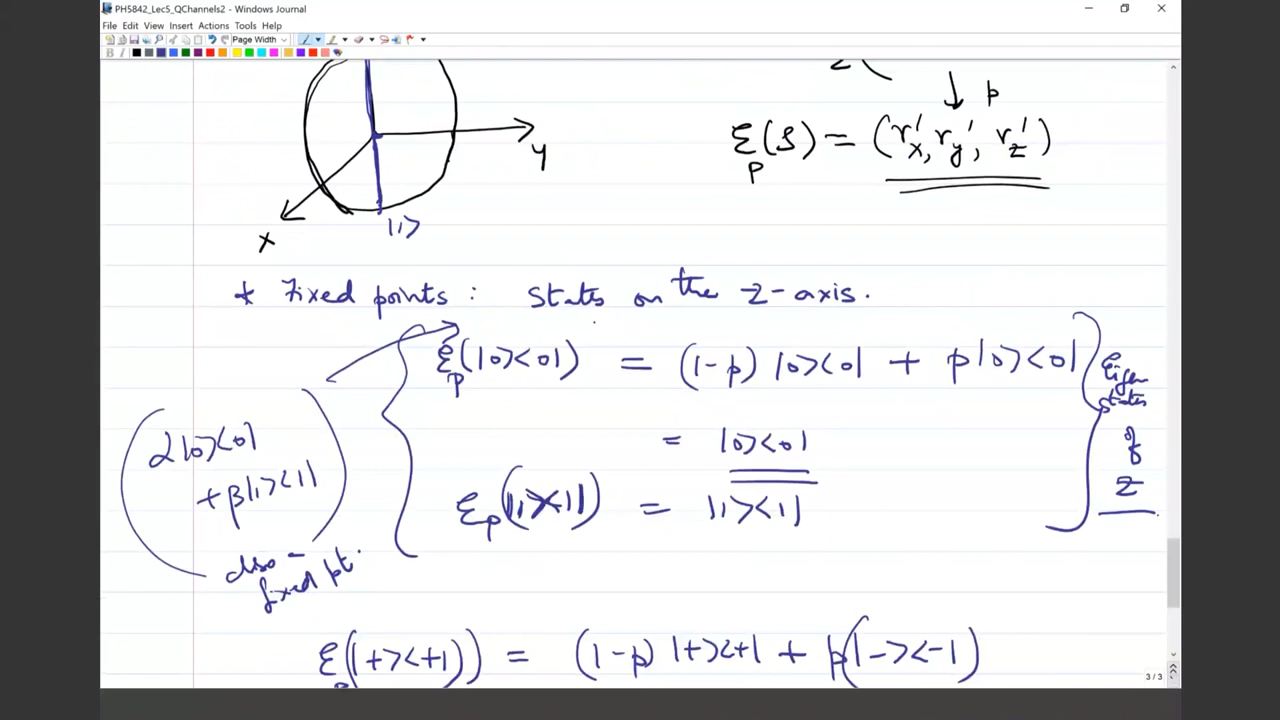 PH5842_Lec5_QChannels2 - Windows Journal
File Edit View Insert Actions Tools Help
Page Width
B I
↓ p
ℰ_p(ρ) = (r'_x, r'_y, r'_z)
y
x
|1>
* Fixed points : States on the z-axis.
ℰ_p(|0><0|) = (1-p) |0><0| + p|0><0|
= |0><0|
ℰ_p(|1><1|) = |1><1|
Eigen
states
of
Z
α|0><0|
+ β|1><1|
also -
fixed pt.
ℰ_p(|+><+|) = (1-p) |+><+| + p(|-><-|)
3 / 3